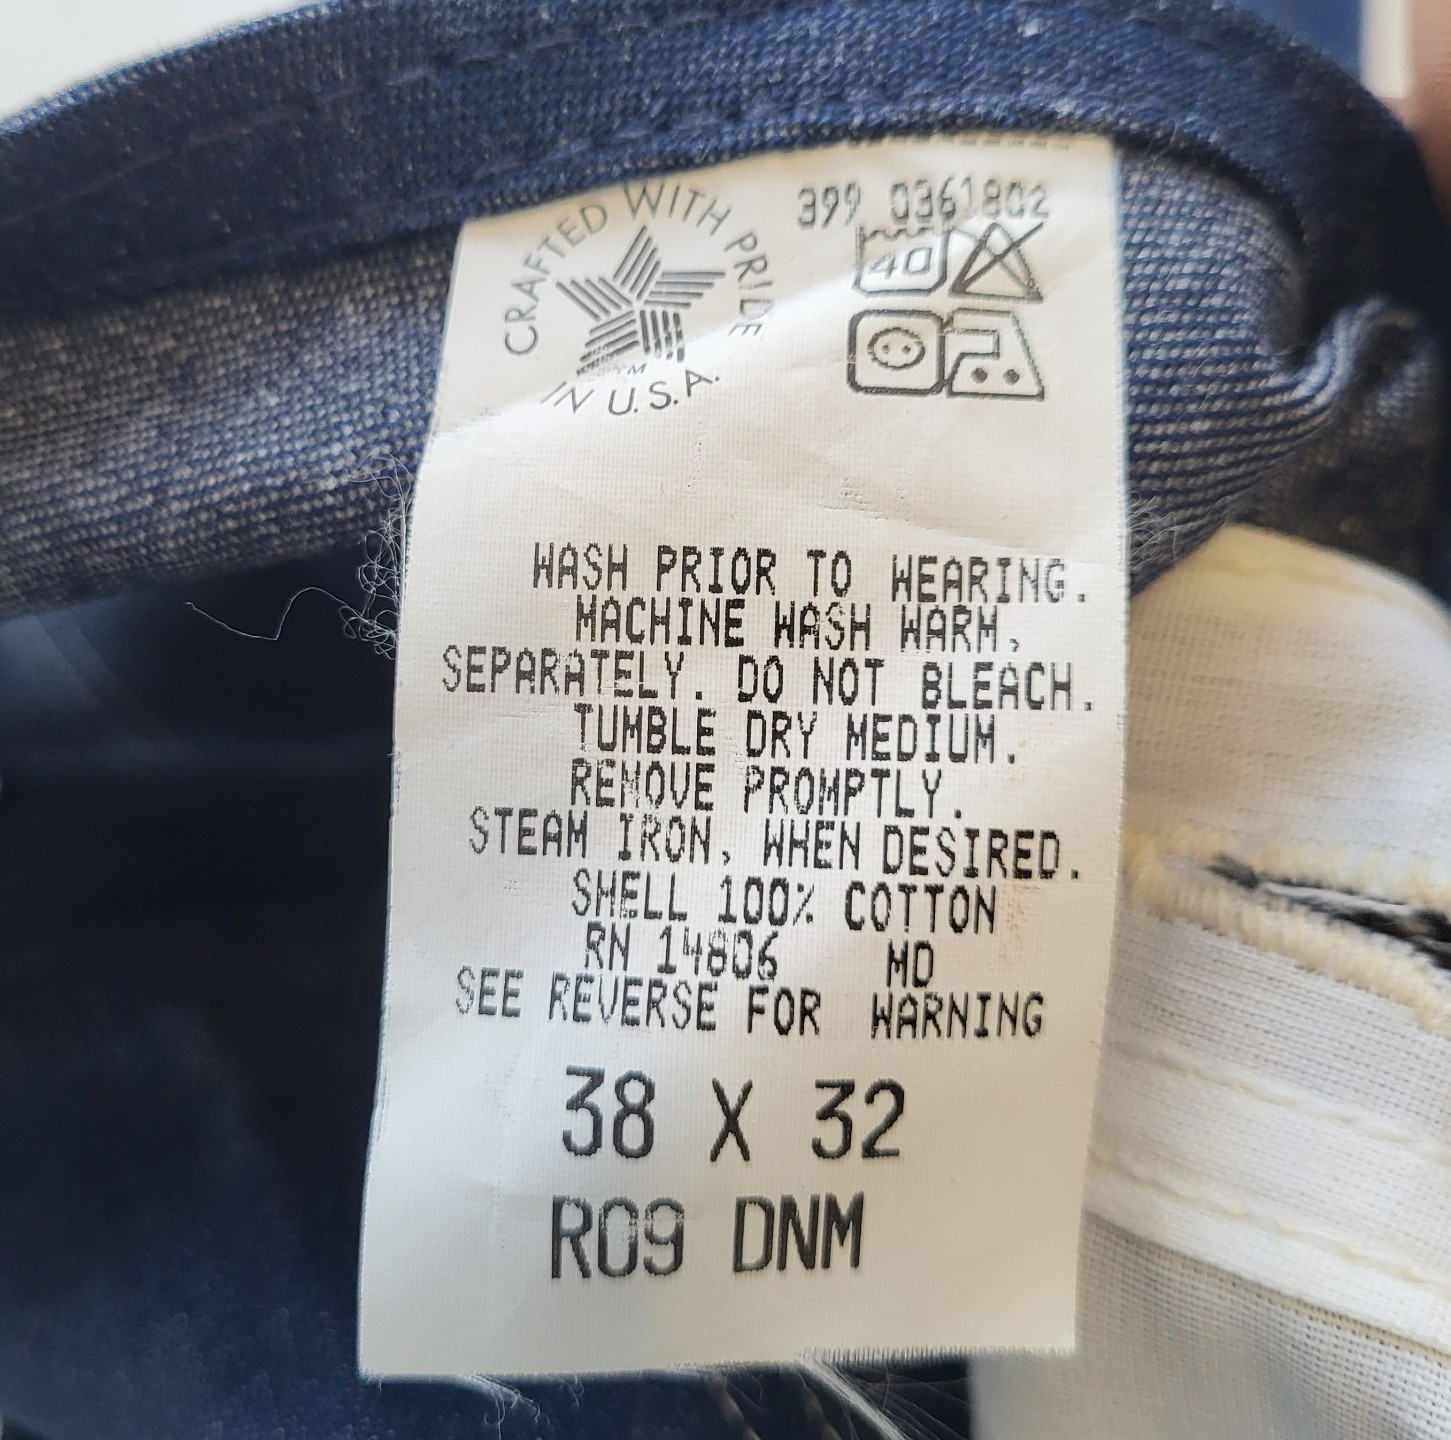 CRAFTED WITH PRIDE
IN U.S.A.
TM
399 0361802
40
WASH PRIOR TO WEARING.
MACHINE WASH WARM,
SEPARATELY. DO NOT BLEACH.
TUMBLE DRY MEDIUM.
REMOVE PROMPTLY.
STEAM IRON, WHEN DESIRED.
SHELL 100% COTTON
RN 14806 MD
SEE REVERSE FOR WARNING
38 X 32
R09 DNM